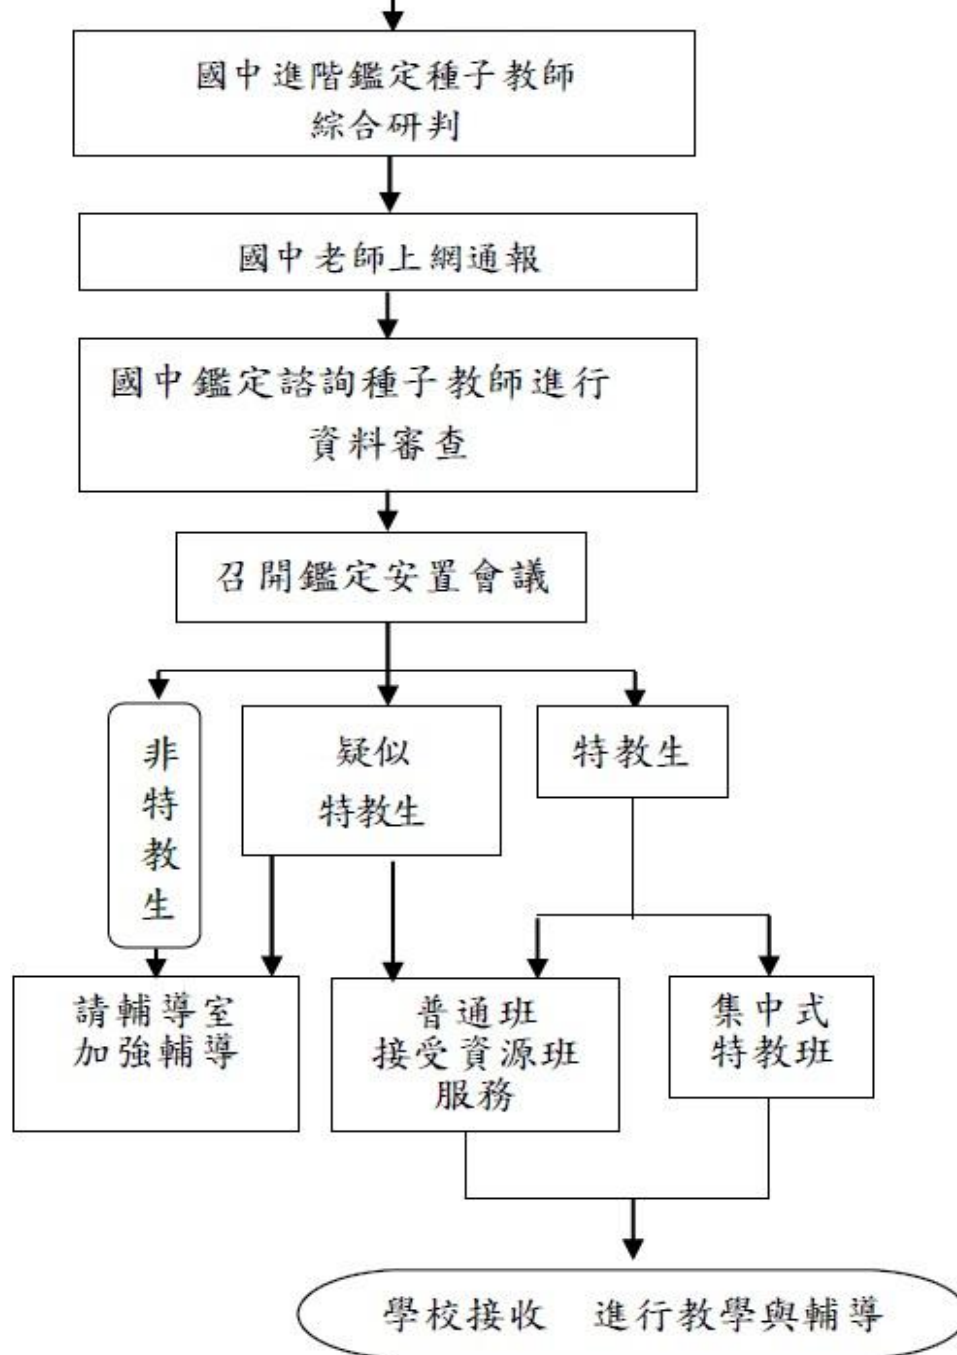 國中進階鑑定種子教師
綜合研判
國中老師上網通報
國中鑑定諮詢種子教師進行
資料審查
召開鑑定安置會議
非
特
教
生
疑似
特教生
特教生
請輔導室
加強輔導
普通班
接受資源班
服務
集中式
特教班
學校接收 進行教學與輔導